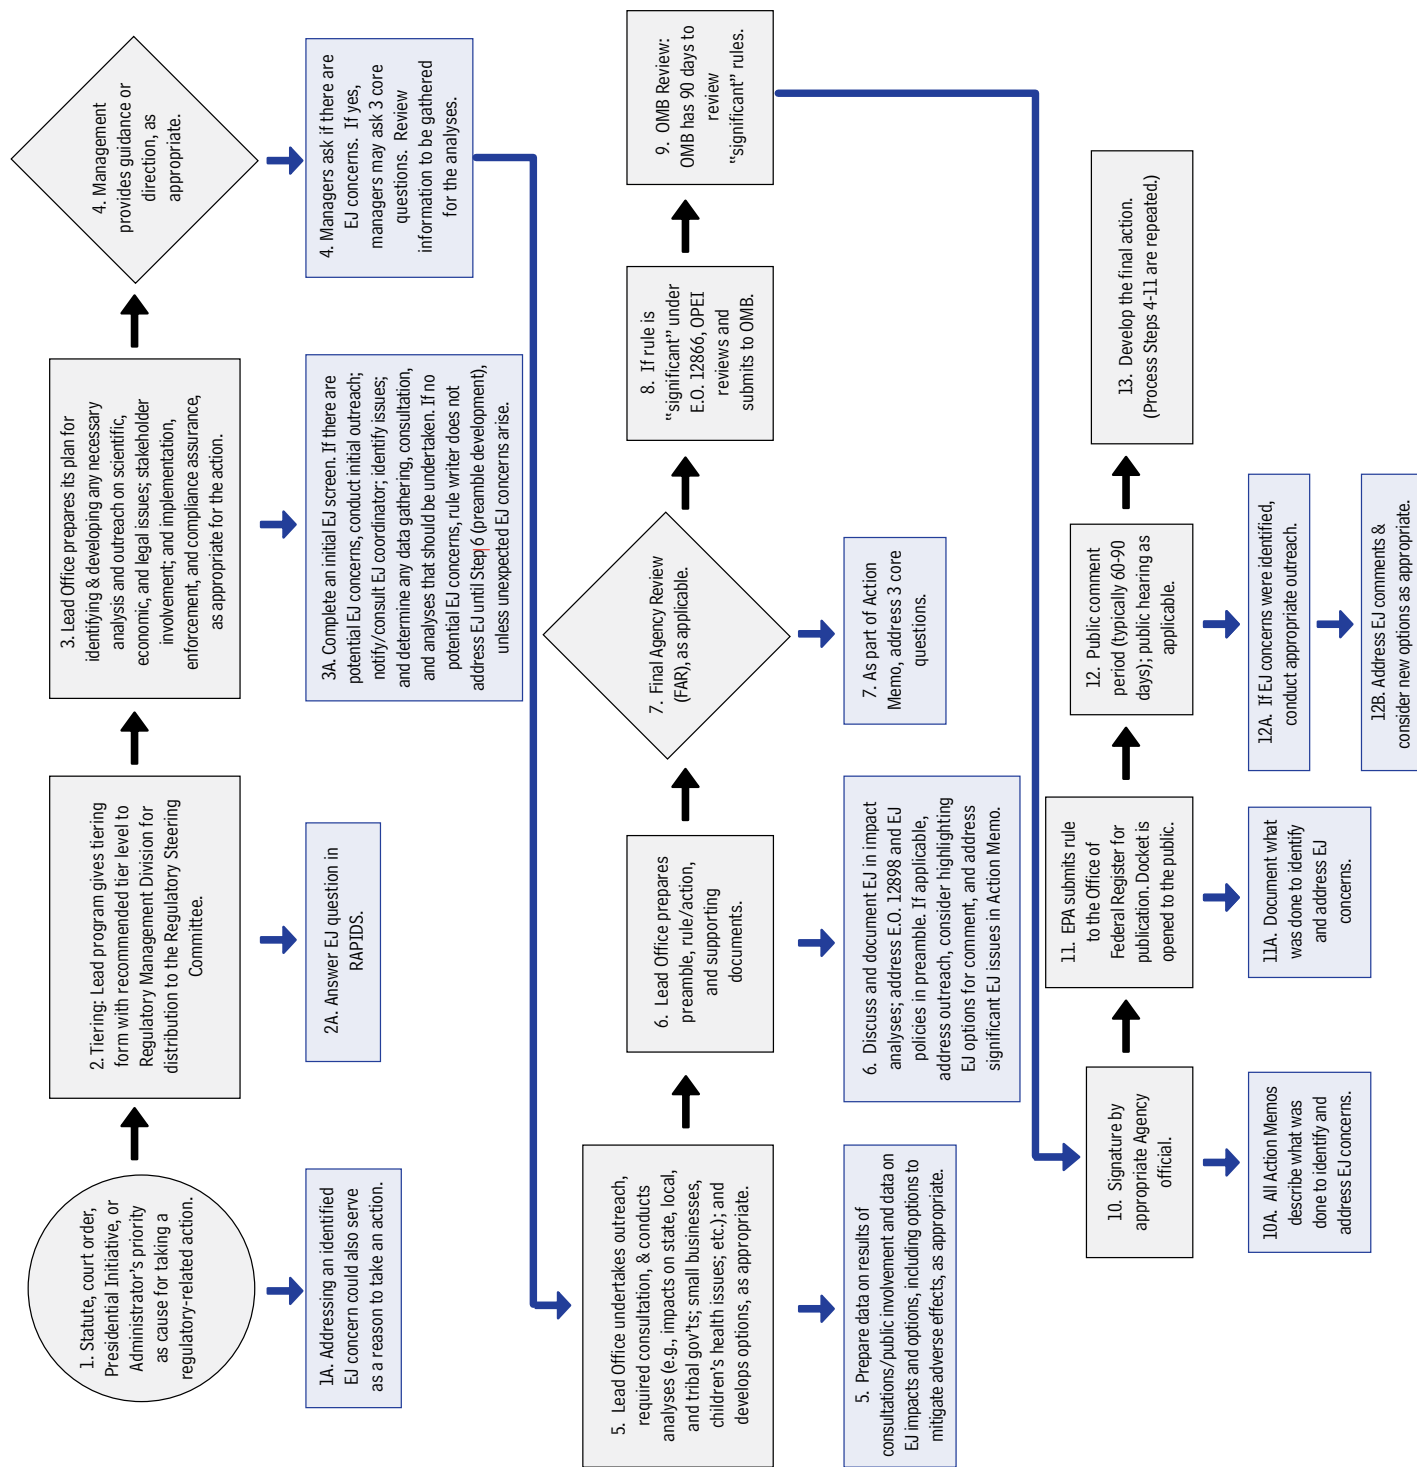 1. Statute, court order,
Presidential Initiative, or
Administrator's priority
as cause for taking a
regulatory-related action.
2. Tiering: Lead program gives tiering
form with recommended tier level to
Regulatory Management Division for
distribution to the Regulatory Steering
Committee.
3. Lead Office prepares its plan for
identifying & developing any necessary
analysis and outreach on scientific,
economic, and legal issues; stakeholder
involvement; and implementation,
enforcement, and compliance assurance,
as appropriate for the action.
4. Management
provides guidance or
direction, as
appropriate.
1A. Addressing an identified
EJ concern could also serve
as a reason to take an action.
2A. Answer EJ question in
RAPIDS.
3A. Complete an initial EJ screen. If there are
potential EJ concerns, conduct initial outreach;
notify/consult EJ coordinator; identify issues;
and determine any data gathering, consultation,
and analyses that should be undertaken. If no
potential EJ concerns, rule writer does not
address EJ until Step 6 (preamble development),
unless unexpected EJ concerns arise.
4. Managers ask if there are
EJ concerns. If yes,
managers may ask 3 core
questions. Review
information to be gathered
for the analyses.
5. Lead Office undertakes outreach,
required consultation, & conducts
analyses (e.g., impacts on state, local,
and tribal gov'ts; small businesses,
children's health issues; etc.); and
develops options, as appropriate.
6. Lead Office prepares
preamble, rule/action,
and supporting
documents.
7. Final Agency Review
(FAR), as applicable.
8. If rule is
"significant" under
E.O. 12866, OPEI
reviews and
submits to OMB.
9. OMB Review:
OMB has 90 days to
review
"significant" rules.
5. Prepare data on results of
consultations/public involvement and data on
EJ impacts and options, including options to
mitigate adverse effects, as appropriate.
6. Discuss and document EJ in impact
analyses; address E.O. 12898 and EJ
policies in preamble. If applicable,
address outreach, consider highlighting
EJ options for comment, and address
significant EJ issues in Action Memo.
7. As part of Action
Memo, address 3 core
questions.
10. Signature by
appropriate Agency
official.
11. EPA submits rule
to the Office of
Federal Register for
publication. Docket is
opened to the public.
12. Public comment
period (typically 60-90
days); public hearing as
applicable.
13. Develop the final action.
(Process Steps 4-11 are repeated.)
10A. All Action Memos
describe what was
done to identify and
address EJ concerns.
11A. Document what
was done to identify
and address EJ
concerns.
12A. If EJ concerns were identified,
conduct appropriate outreach.
12B. Address EJ comments &
consider new options as appropriate.